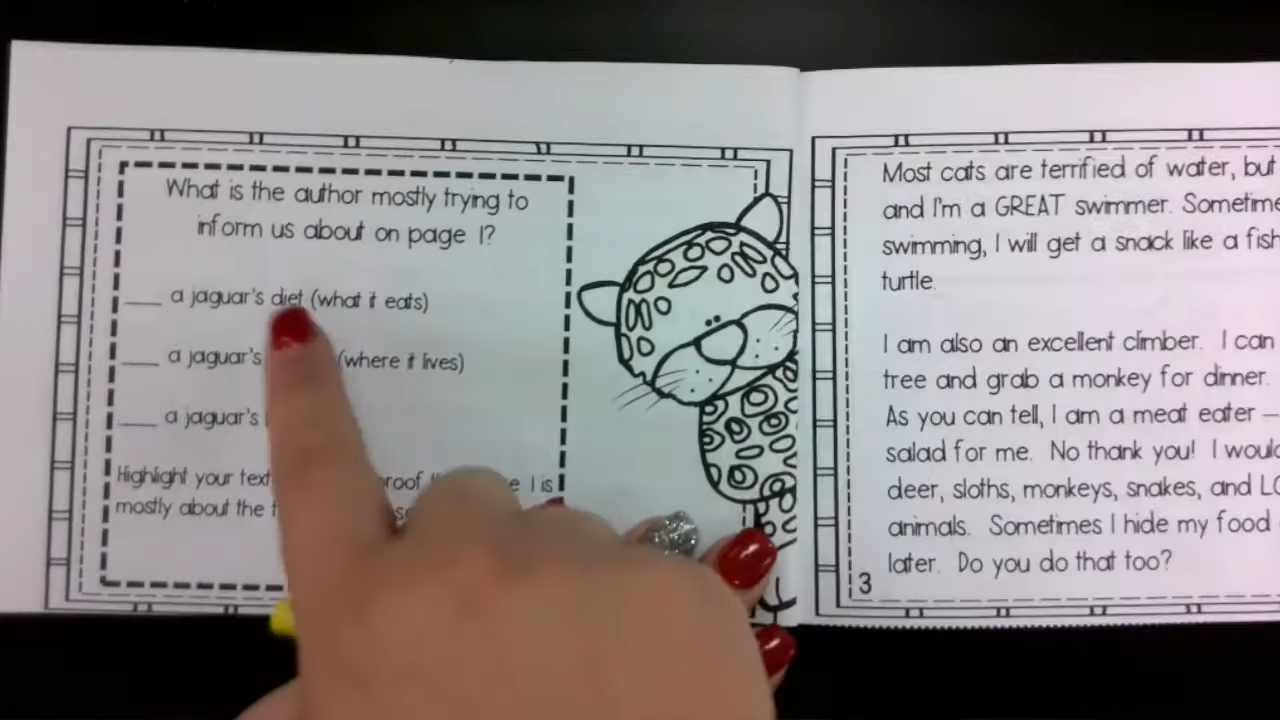 What is the author mostly trying to
inform us about on page 1?
___ a jaguar's diet (what it eats)
___ a jaguar's (where it lives)
___ a jaguar's
Highlight your text is
mostly about the
Most cats are terrified of water, but
and I'm a GREAT swimmer. Sometime
swimming, I will get a snack like a fish
turtle.
I am also an excellent climber. I can
tree and grab a monkey for dinner.
As you can tell, I am a meat eater –
salad for me. No thank you! I would
deer, sloths, monkeys, snakes, and LO
animals. Sometimes I hide my food
later. Do you do that too?
3